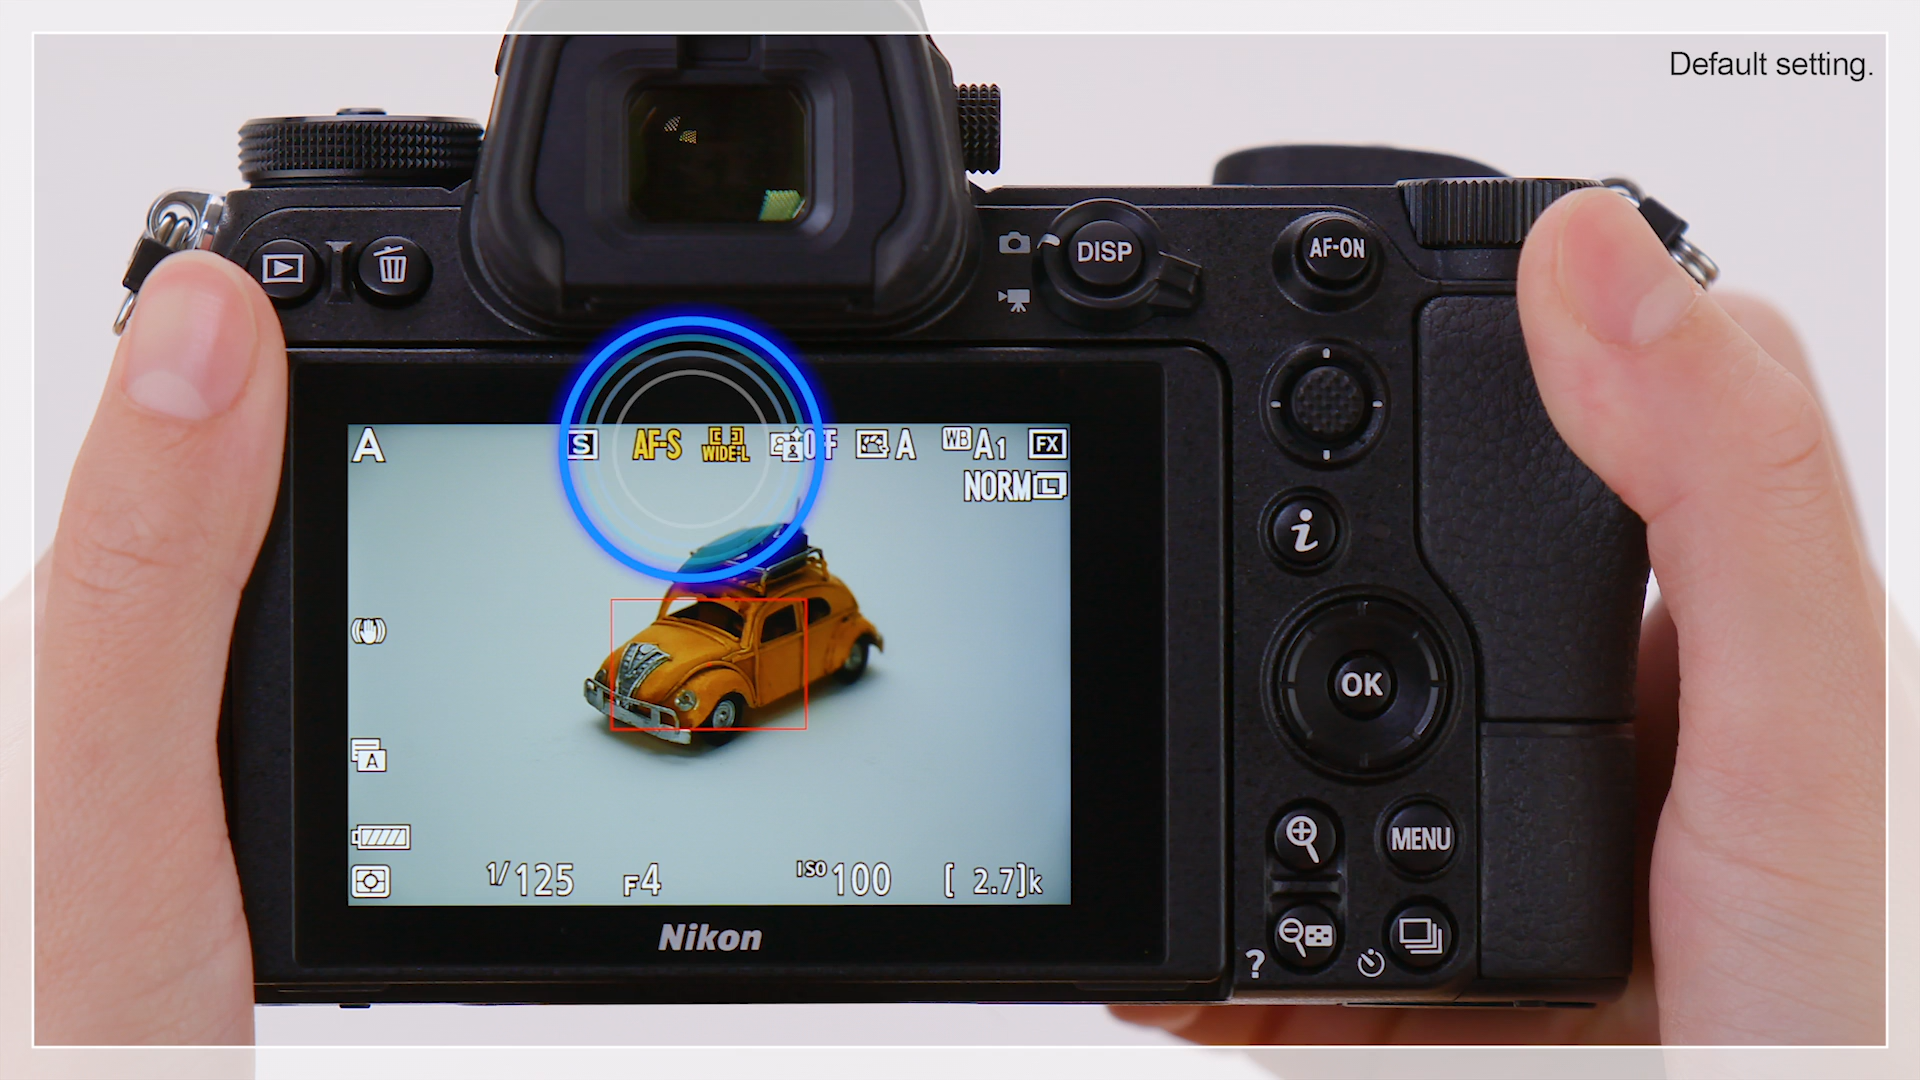 Default setting.
DISP
AF-ON
A
S
AF-S
WIDE-L
OFF
A
WB A1
FX
NORM L
i
A
OK
MENU
1/125
F4
ISO 100
[ 2.7]k
Nikon
?